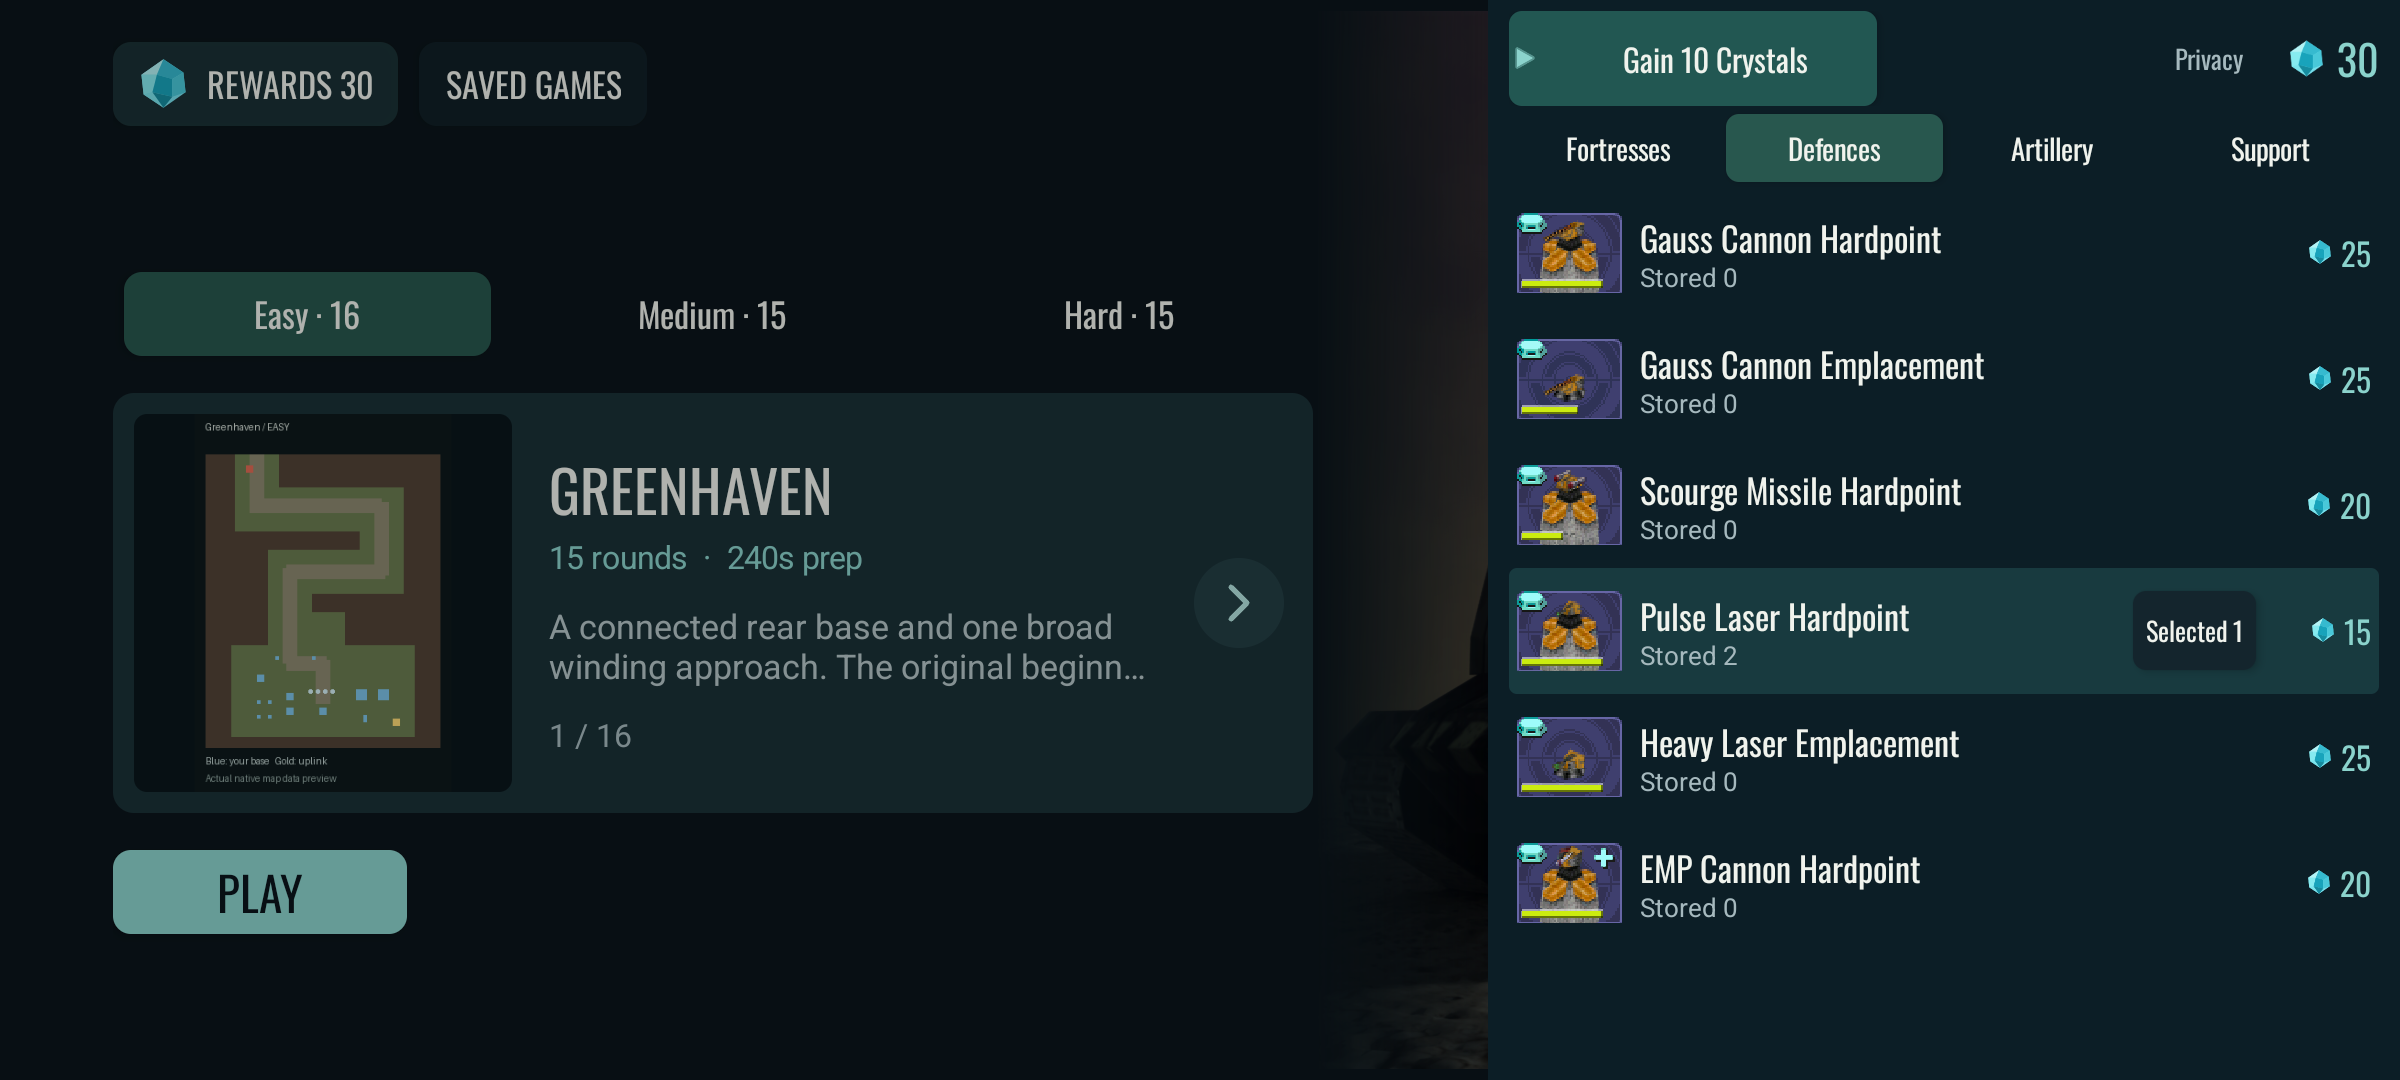 REWARDS 30
SAVED GAMES
Easy · 16
Medium · 15
Hard · 15
Greenhaven / EASY
Blue: your base Gold: uplink
Actual native map data preview
GREENHAVEN
15 rounds · 240s prep
A connected rear base and one broad
winding approach. The original beginn...
1 / 16
PLAY
Gain 10 Crystals
Privacy
30
Fortresses
Defences
Artillery
Support
Gauss Cannon Hardpoint
Stored 0
25
Gauss Cannon Emplacement
Stored 0
25
Scourge Missile Hardpoint
Stored 0
20
Pulse Laser Hardpoint
Stored 2
Selected 1
15
Heavy Laser Emplacement
Stored 0
25
EMP Cannon Hardpoint
Stored 0
20